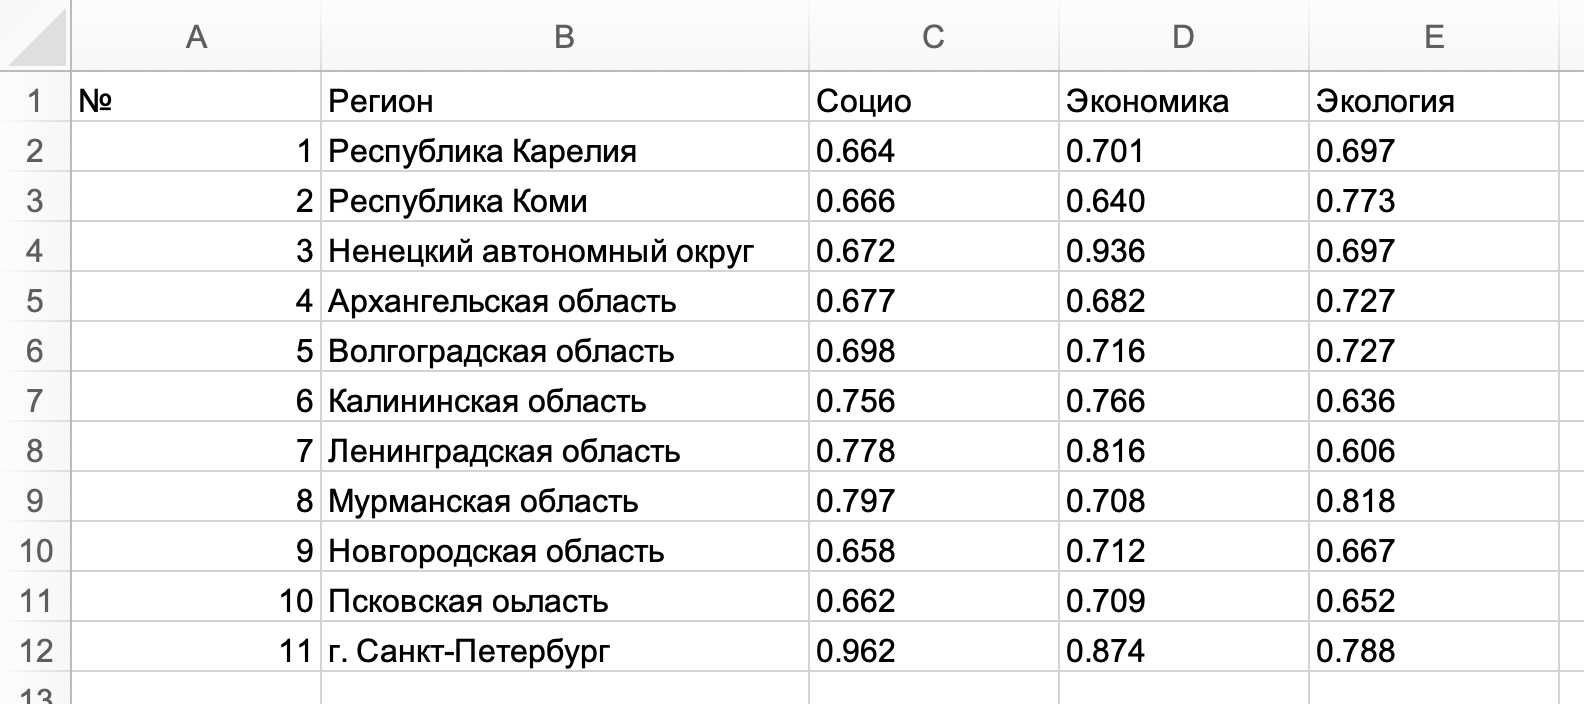 A B C D E
1 № Регион Социо Экономика Экология
2 1 Республика Карелия 0.664 0.701 0.697
3 2 Республика Коми 0.666 0.640 0.773
4 3 Ненецкий автономный округ 0.672 0.936 0.697
5 4 Архангельская область 0.677 0.682 0.727
6 5 Волгоградская область 0.698 0.716 0.727
7 6 Калининская область 0.756 0.766 0.636
8 7 Ленинградская область 0.778 0.816 0.606
9 8 Мурманская область 0.797 0.708 0.818
10 9 Новгородская область 0.658 0.712 0.667
11 10 Псковская оьласть 0.662 0.709 0.652
12 11 г. Санкт-Петербург 0.962 0.874 0.788
13